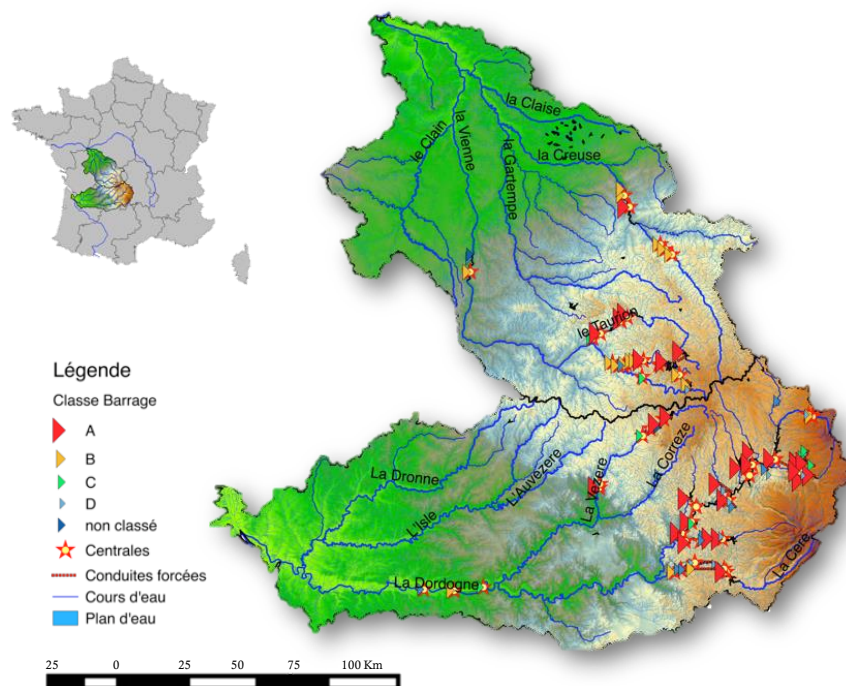 la Claise
le Clain
la Vienne
la Creuse
la Gartempe
le Taurion
La Correze
La Dronne
L'Auvezere
La Vezere
L'Isle
La Cere
La Dordogne
Légende
Classe Barrage
A
B
C
D
non classé
Centrales
Conduites forcées
Cours d'eau
Plan d'eau
25 0 25 50 75 100 Km